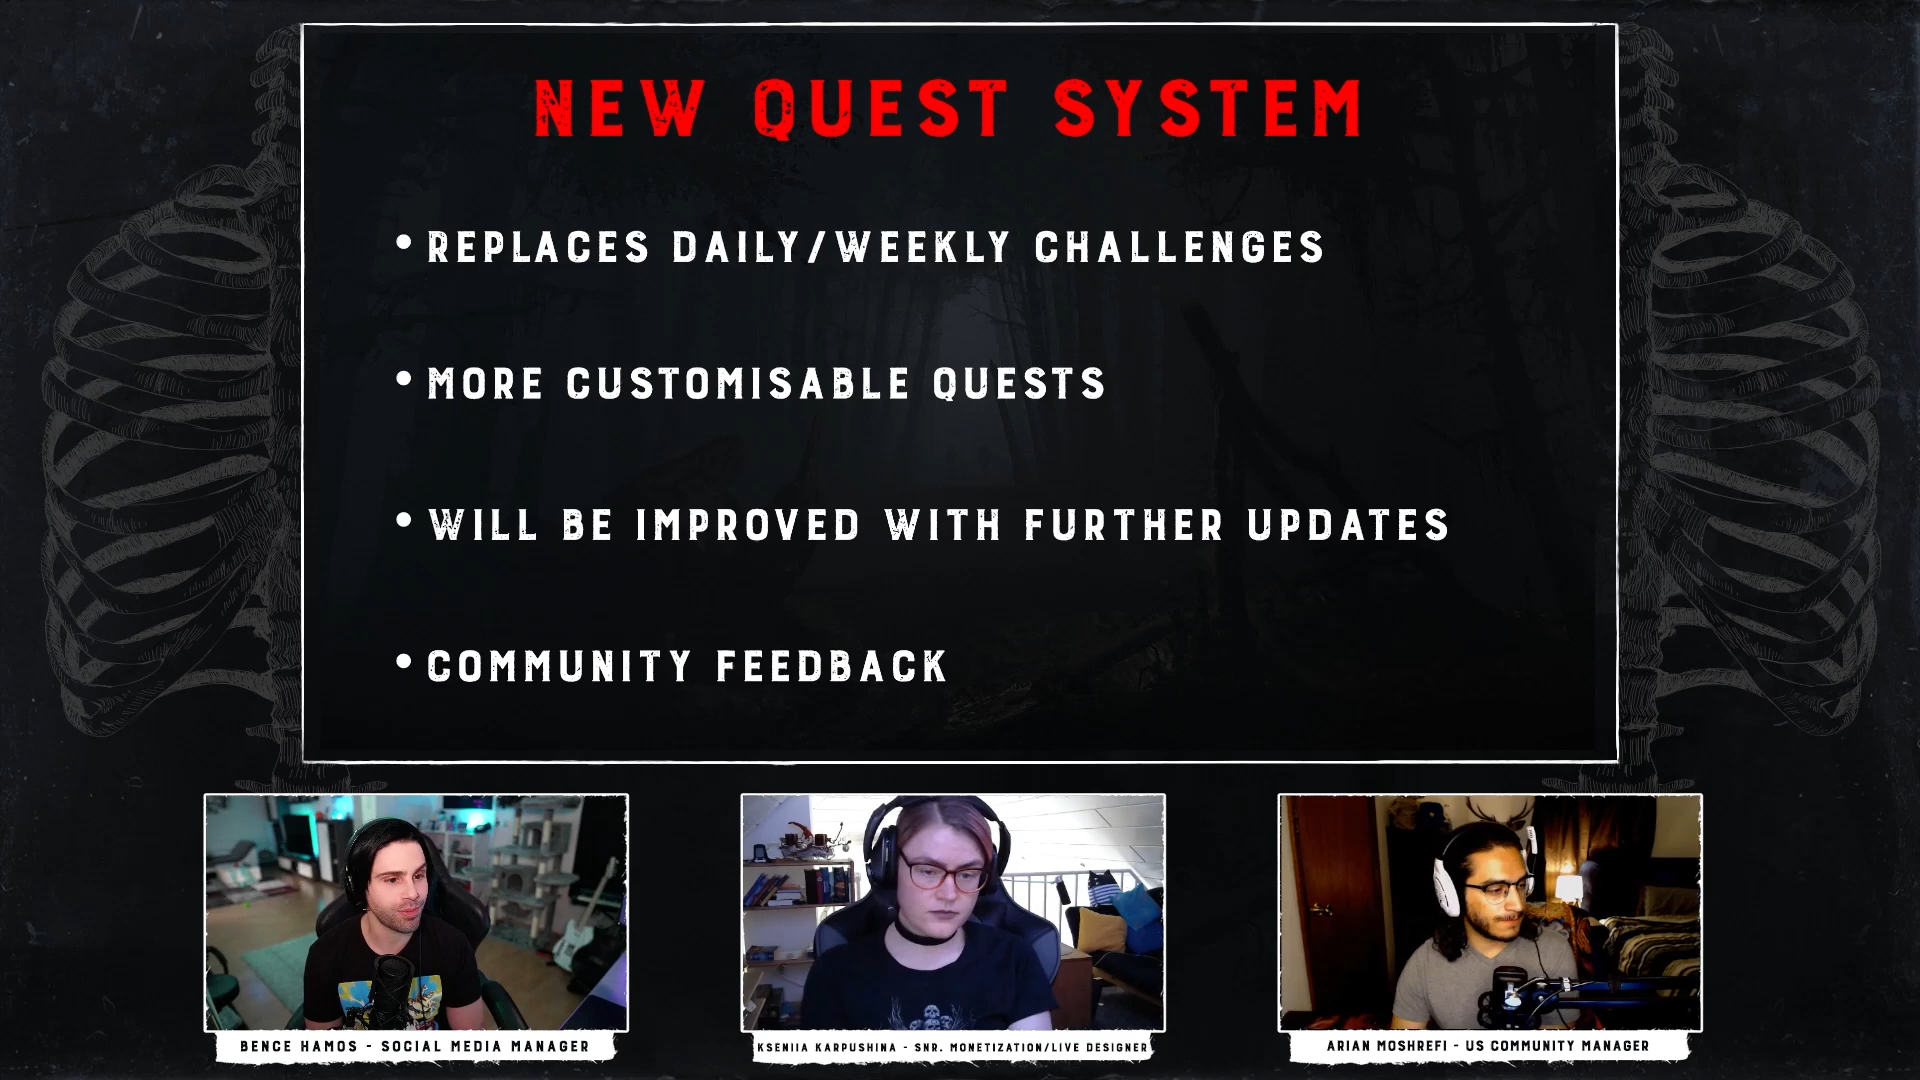 NEW QUEST SYSTEM
• REPLACES DAILY/WEEKLY CHALLENGES
• MORE CUSTOMISABLE QUESTS
• WILL BE IMPROVED WITH FURTHER UPDATES
• COMMUNITY FEEDBACK
BENCE HAMOS - SOCIAL MEDIA MANAGER
KSENIIA KARPUSHINA - SNR. MONETIZATION/LIVE DESIGNER
ARIAN MOSHREFI - US COMMUNITY MANAGER